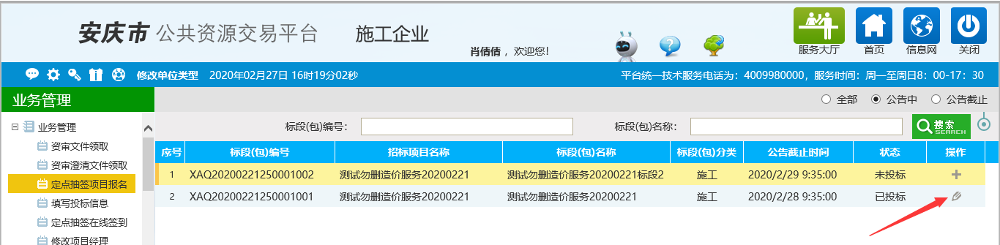 安庆市 公共资源交易平台 施工企业
肖倩倩 ，欢迎您！
服务大厅 首页 信息网 关闭
修改单位类型 2020年02月27日 16时19分02秒 平台统一技术服务电话为：4009980000，服务时间：周一至周日8：00-17：30
业务管理
全部 公告中 公告截止
业务管理
资审文件领取
资审澄清文件领取
定点抽签项目报名
填写投标信息
定点抽签在线签到
修改项目经理
标段(包)编号： 标段(包)名称： 搜索 SEARCH
序号 标段(包)编号 招标项目名称 标段(包)名称 标段(包)分类 公告截止时间 状态 操作
1 XAQ20200221250001002 测试勿删造价服务20200221 测试勿删造价服务20200221标段2 施工 2020/2/29 9:35:00 未投标
2 XAQ20200221250001001 测试勿删造价服务20200221 测试勿删造价服务20200221 施工 2020/2/28 9:35:00 已投标